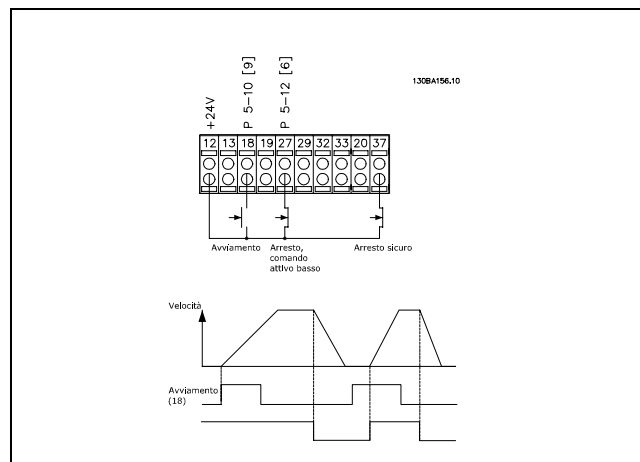 130BA156.10
+24V
P 5-10 [9]
P 5-12 [6]
12 13 18 19 27 29 32 33 20 37
Avviamento
Arresto,
comando
attivo basso
Arresto sicuro
Velocità
Avviamento
(18)